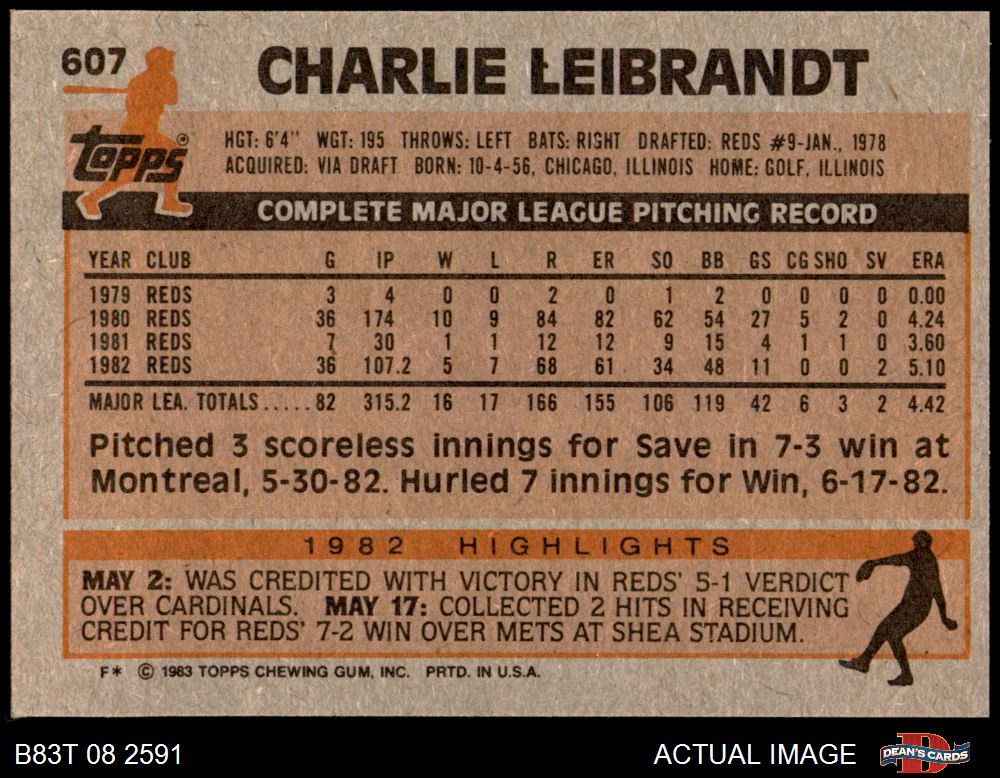 607
CHARLIE LEIBRANDT
topps®
HGT: 6'4" WGT: 195 THROWS: LEFT BATS: RIGHT DRAFTED: REDS #9-JAN., 1978
ACQUIRED: VIA DRAFT BORN: 10-4-56, CHICAGO, ILLINOIS HOME: GOLF, ILLINOIS
COMPLETE MAJOR LEAGUE PITCHING RECORD
YEAR CLUB G IP W L R ER SO BB GS CG SHO SV ERA
1979 REDS 3 4 0 0 2 0 1 2 0 0 0 0 0.00
1980 REDS 36 174 10 9 84 82 62 54 27 5 2 0 4.24
1981 REDS 7 30 1 1 12 12 9 15 4 1 1 0 3.60
1982 REDS 36 107.2 5 7 68 61 34 48 11 0 0 2 5.10
MAJOR LEA. TOTALS.....82 315.2 16 17 166 155 106 119 42 6 3 2 4.42
Pitched 3 scoreless innings for Save in 7-3 win at
Montreal, 5-30-82. Hurled 7 innings for Win, 6-17-82.
1982 HIGHLIGHTS
MAY 2: WAS CREDITED WITH VICTORY IN REDS' 5-1 VERDICT
OVER CARDINALS. MAY 17: COLLECTED 2 HITS IN RECEIVING
CREDIT FOR REDS' 7-2 WIN OVER METS AT SHEA STADIUM.
F* © 1983 TOPPS CHEWING GUM, INC. PRTD. IN U.S.A.
B83T 08 2591
ACTUAL IMAGE
D
DEAN'S CARDS